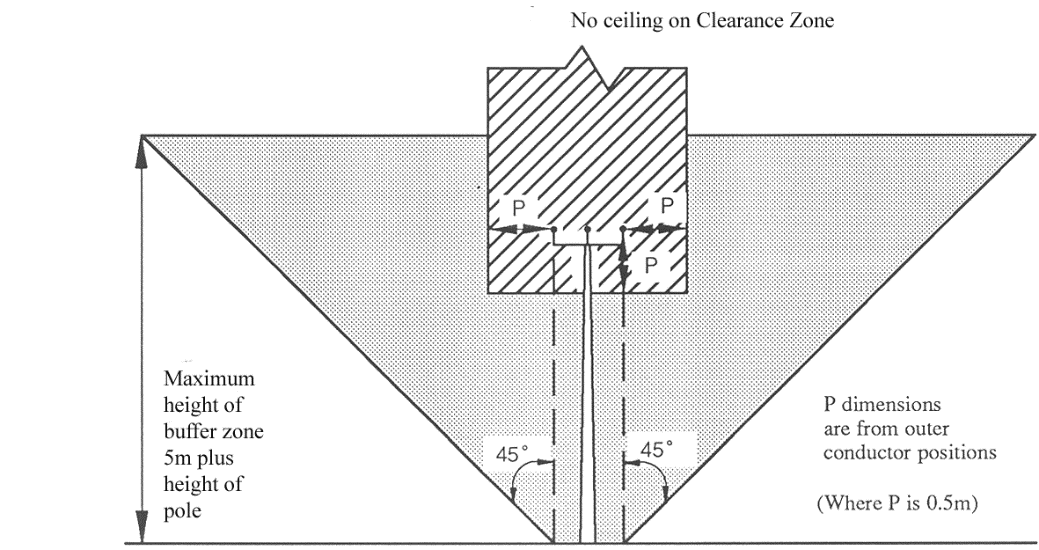 No ceiling on Clearance Zone
P
P
P
Maximum
height of
buffer zone
5m plus
height of
pole
45°
45°
P dimensions
are from outer
conductor positions
(Where P is 0.5m)